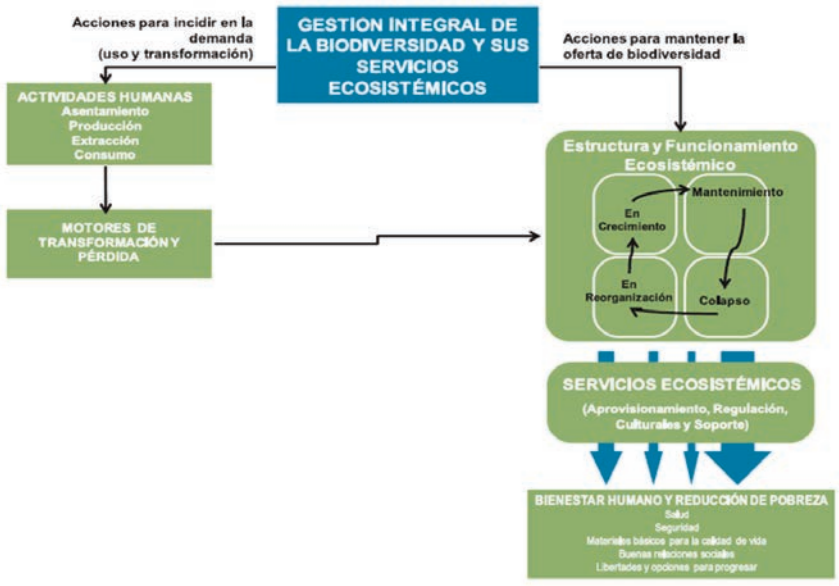 Acciones para incidir en la
demanda
(uso y transformación)
GESTION INTEGRAL DE
LA BIODIVERSIDAD Y SUS
SERVICIOS
ECOSISTÉMICOS
Acciones para mantener la
oferta de biodiversidad
ACTIVIDADES HUMANAS
Asentamiento
Producción
Extracción
Consumo
MOTORES DE
TRANSFORMACIÓN Y
PÉRDIDA
Estructura y Funcionamiento
Ecosistémico
Mantenimiento
En
Crecimiento
En
Reorganización
Colapso
SERVICIOS ECOSISTÉMICOS
(Aprovisionamiento, Regulación,
Culturales y Soporte)
BIENESTAR HUMANO Y REDUCCIÓN DE POBREZA
Salud
Seguridad
Materiales básicos para la calidad de vida
Buenas relaciones sociales
Libertades y opciones para progresar